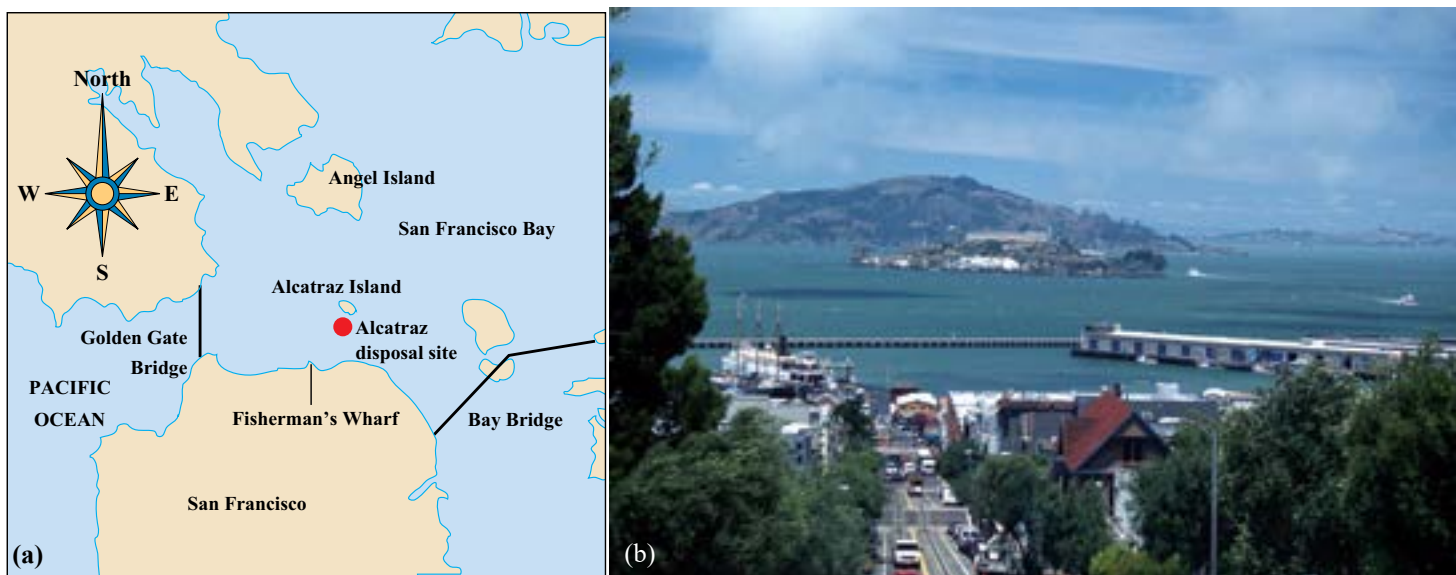 North
W
E
S
Angel Island
San Francisco Bay
Alcatraz Island
Alcatraz
disposal site
Golden Gate
Bridge
PACIFIC
OCEAN
Fisherman’s Wharf
Bay Bridge
San Francisco
(a)
(b)